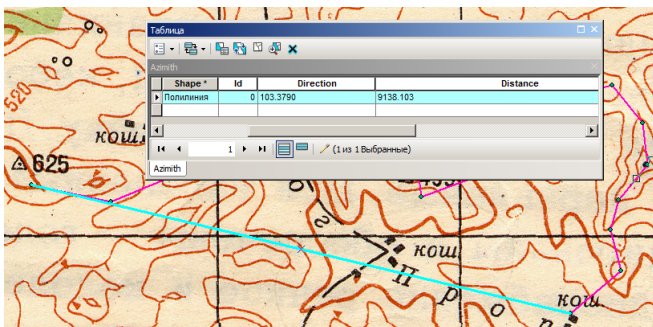 Таблица
Azimith
Shape * Id Direction Distance
Полилиния 0 103.3790 9138.103
1
(1 из 1 Выбранные)
Azimith
520
кош.
625
кош.
П р о
кош.